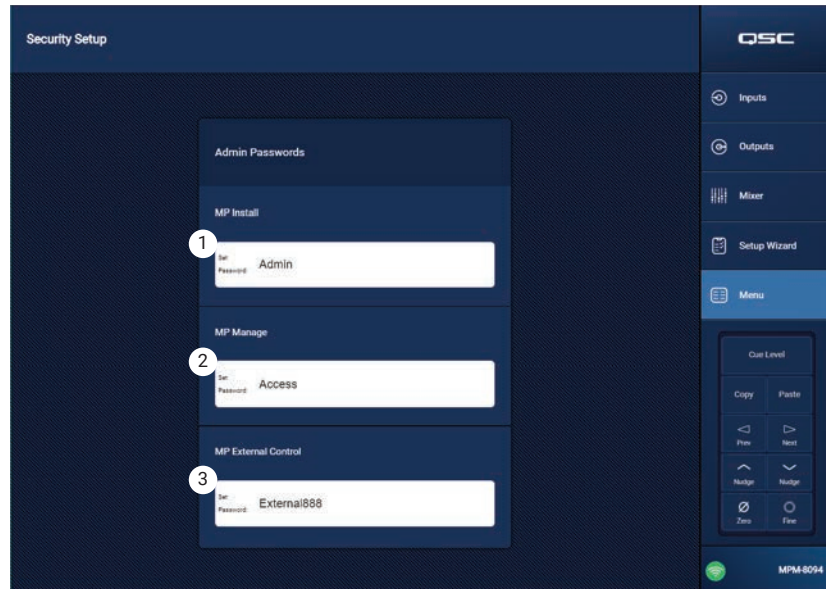 Security Setup
QSC
Inputs
Outputs
Mixer
Setup Wizard
Menu
Admin Passwords
MP Install
1
Set
Password
Admin
MP Manage
2
Set
Password
Access
MP External Control
3
Set
Password
External888
Cue Level
Copy Paste
Prev Next
Nudge Nudge
Zero Fine
MPM-8094